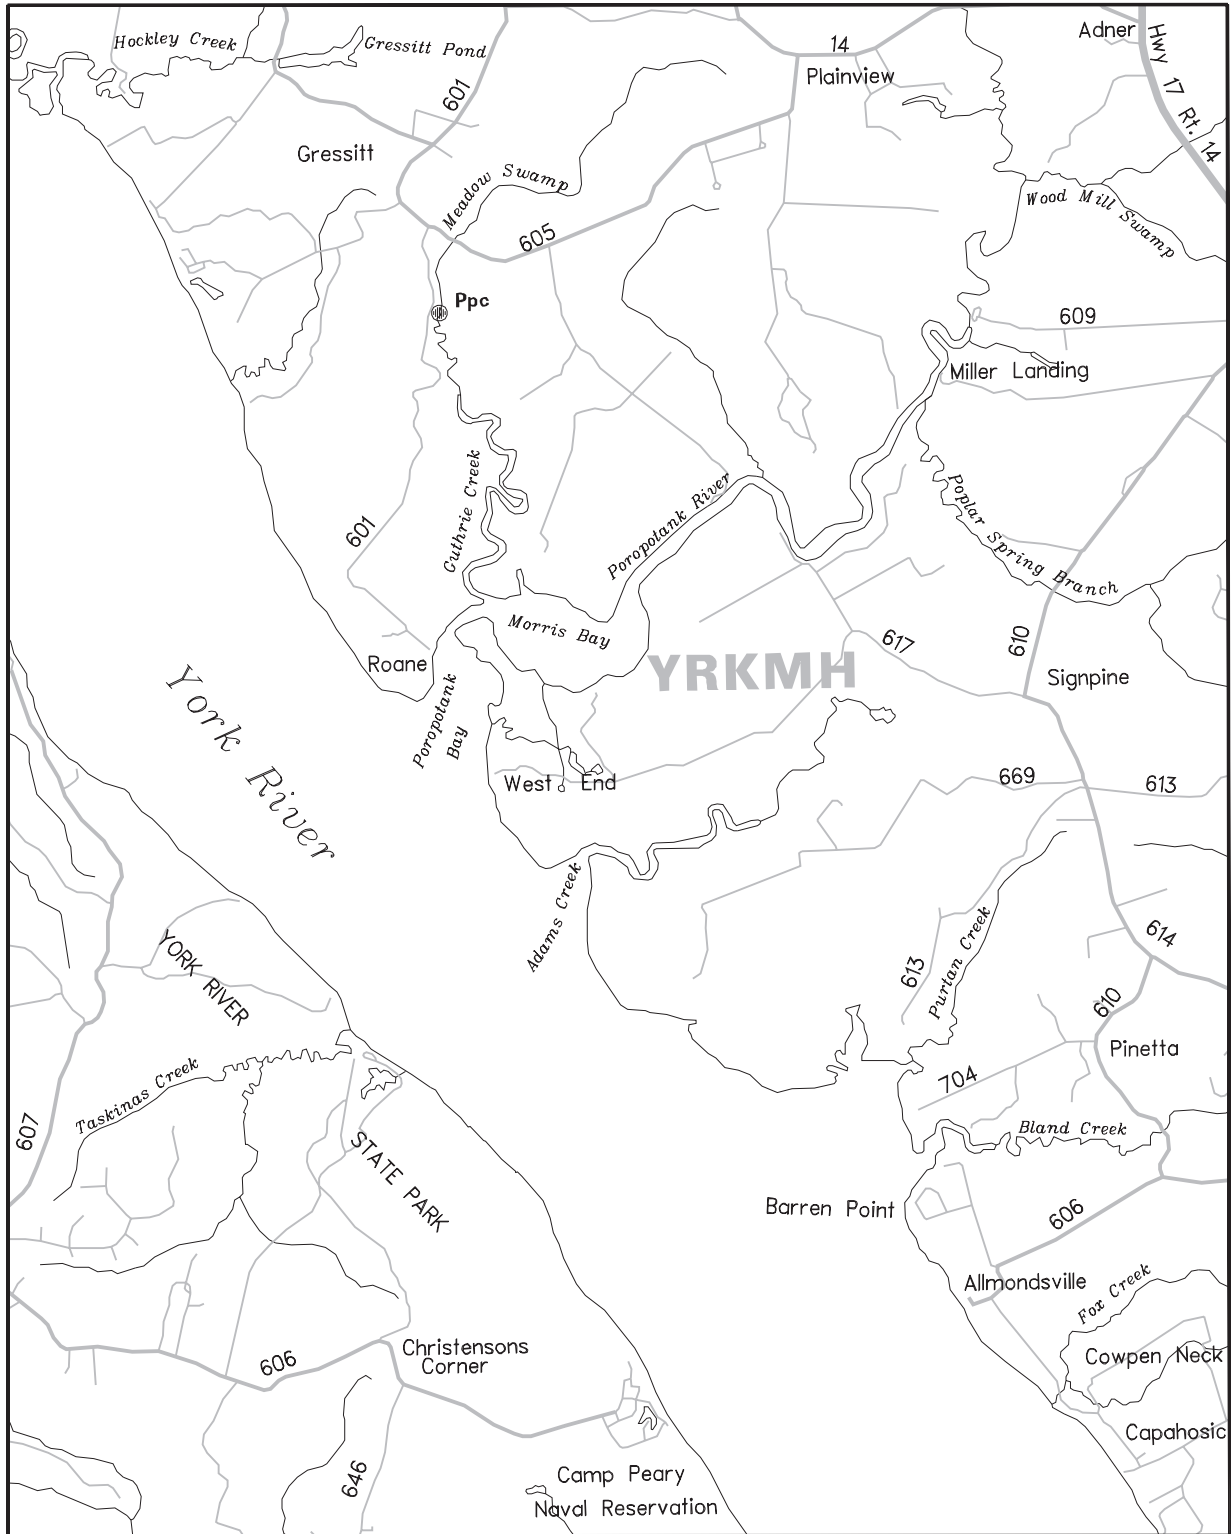 Hockley Creek
Gressitt Pond
601
14
Plainview
Adner
Hwy 17 Rt. 14
Gressitt
Meadow Swamp
605
Wood Mill Swamp
Ppc
609
Miller Landing
Guthrie Creek
601
Poropotank River
Poplar Spring Branch
Morris Bay
Roane
YRKMH
617
610
Signpine
Poropotank
Bay
York River
West End
669
613
Adams Creek
613
Purtan Creek
614
610
Pinetta
YORK RIVER
Taskinas Creek
607
704
Bland Creek
STATE PARK
Barren Point
606
Allmondsville
Fox Creek
Christensons
Corner
606
Cowpen Neck
Capahosic
646
Camp Peary
Naval Reservation